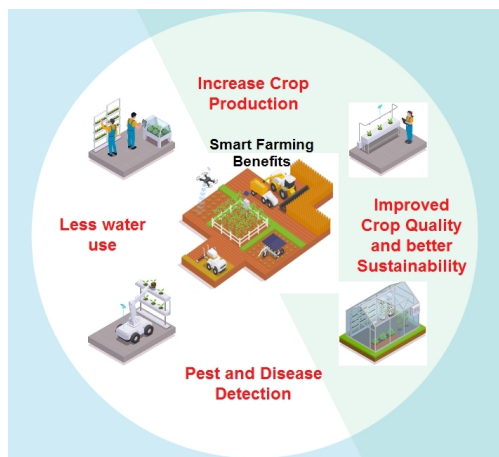 Increase Crop
Production
Smart Farming
Benefits
Less water
use
Improved
Crop Quality
and better
Sustainability
Pest and Disease
Detection